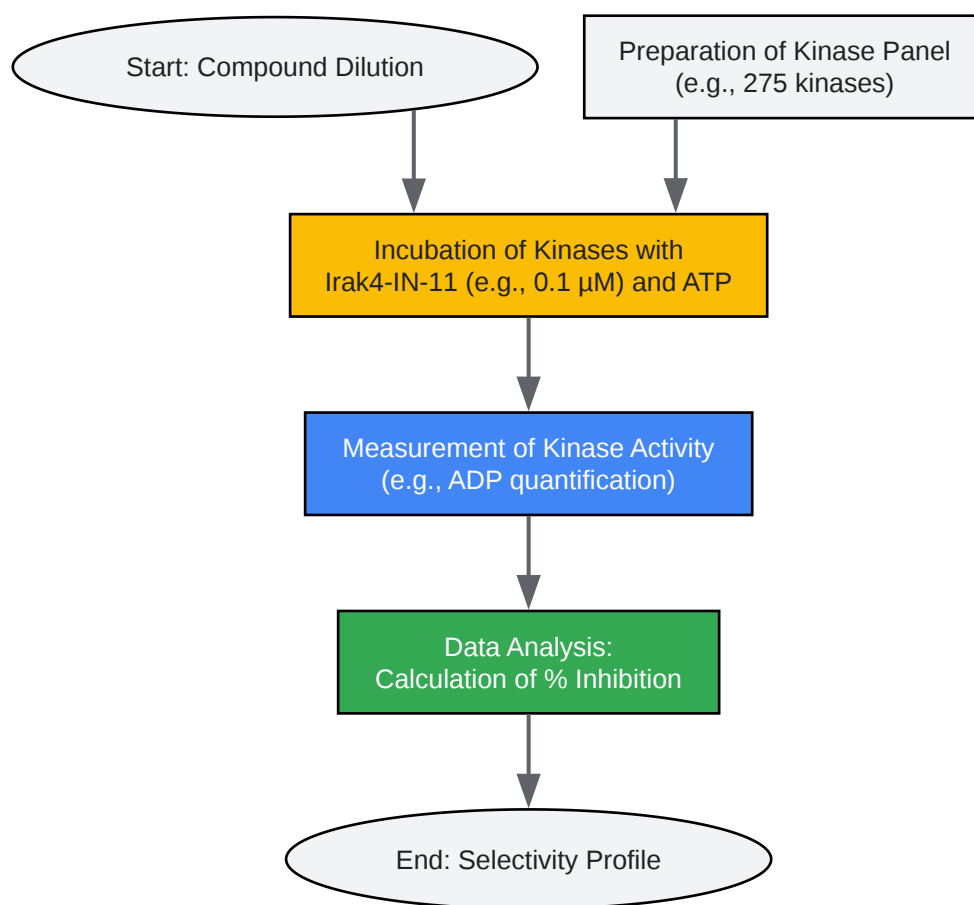 Start: Compound Dilution
Preparation of Kinase Panel
(e.g., 275 kinases)
Incubation of Kinases with
Irak4-IN-11 (e.g., 0.1 µM) and ATP
Measurement of Kinase Activity
(e.g., ADP quantification)
Data Analysis:
Calculation of % Inhibition
End: Selectivity Profile